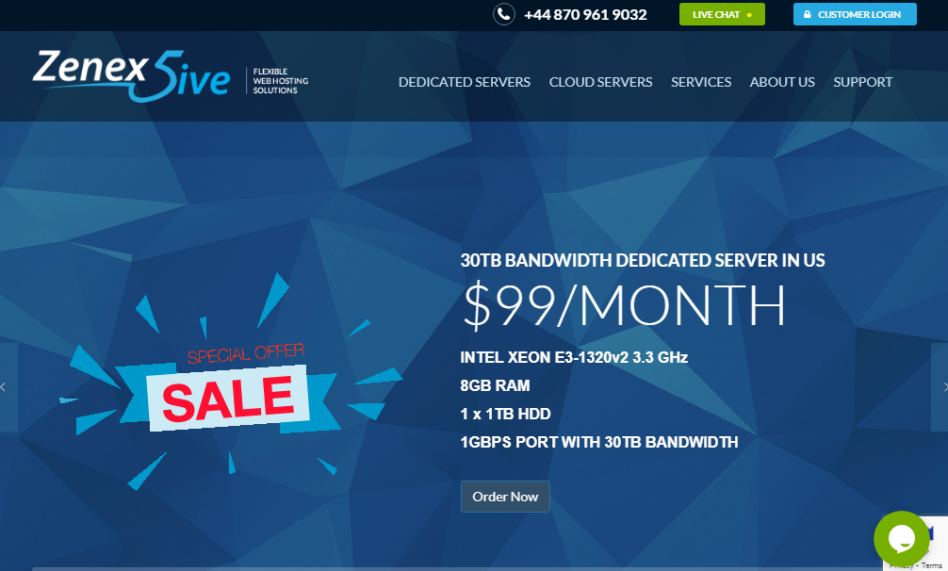 +44 870 961 9032
LIVE CHAT
CUSTOMER LOGIN
Zenex5ive
FLEXIBLE
WEB HOSTING
SOLUTIONS
DEDICATED SERVERS
CLOUD SERVERS
SERVICES
ABOUT US
SUPPORT
30TB BANDWIDTH DEDICATED SERVER IN US
$99/MONTH
SPECIAL OFFER
SALE
INTEL XEON E3-1320v2 3.3 GHz
8GB RAM
1 x 1TB HDD
1GBPS PORT WITH 30TB BANDWIDTH
Order Now
Privacy • Terms